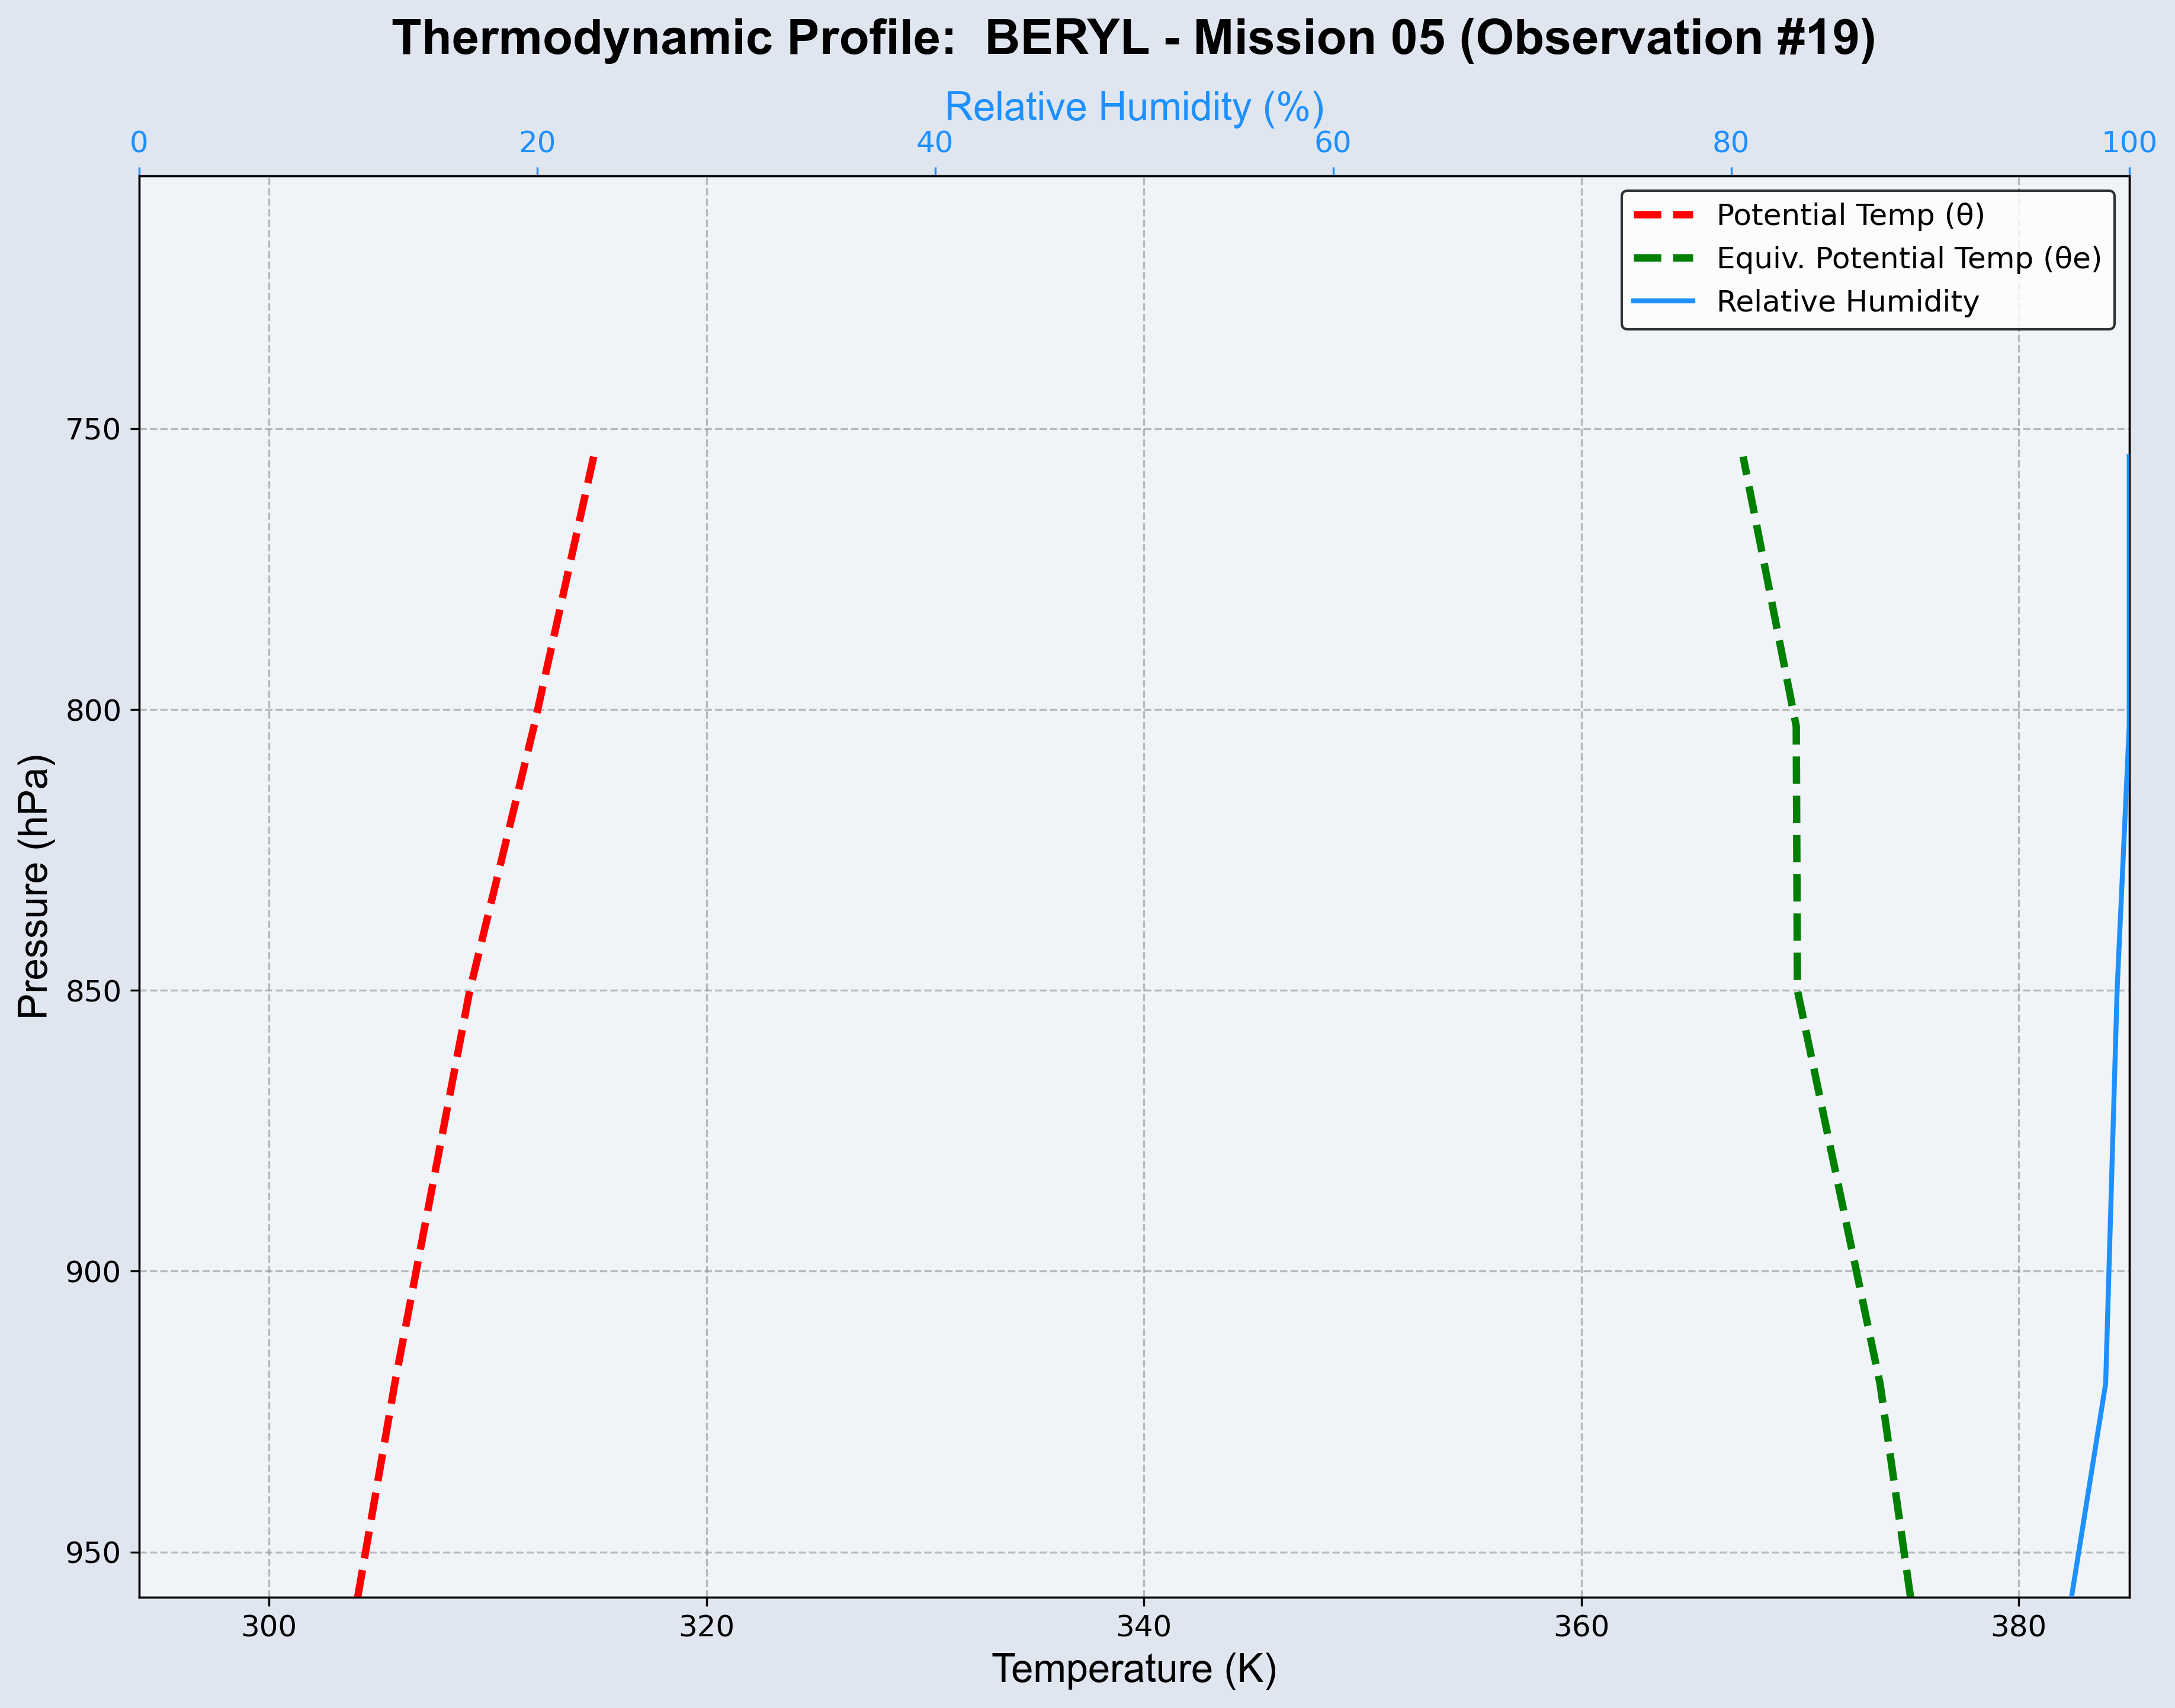 Thermodynamic Profile:  BERYL - Mission 05 (Observation #19)
Relative Humidity (%)
0 20 40 60 80 100
Potential Temp (θ)
Equiv. Potential Temp (θe)
Relative Humidity
750
800
850
900
950
Pressure (hPa)
300 320 340 360 380
Temperature (K)